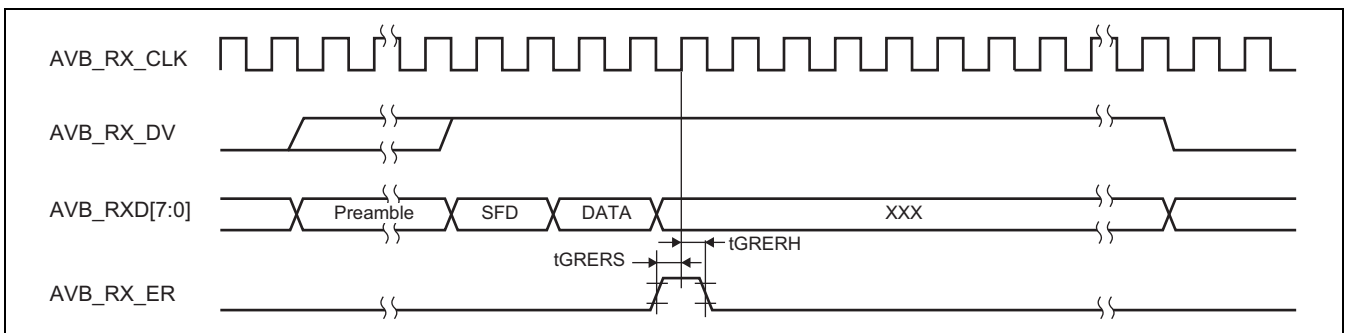 AVB_RX_CLK
AVB_RX_DV
AVB_RXD[7:0]
Preamble
SFD
DATA
XXX
tGRERH
tGRERS
AVB_RX_ER